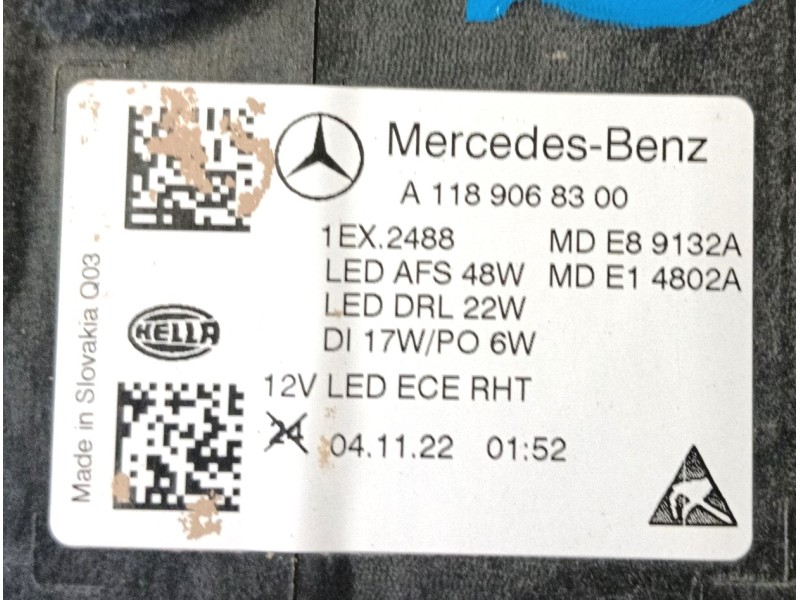 Mercedes-Benz
A 118 906 83 00
1EX.2488 MD E8 9132A
LED AFS 48W MD E1 4802A
LED DRL 22W
DI 17W/PO 6W
HELLA
12V LED ECE RHT
24 04.11.22 01:52
Made in Slovakia Q03